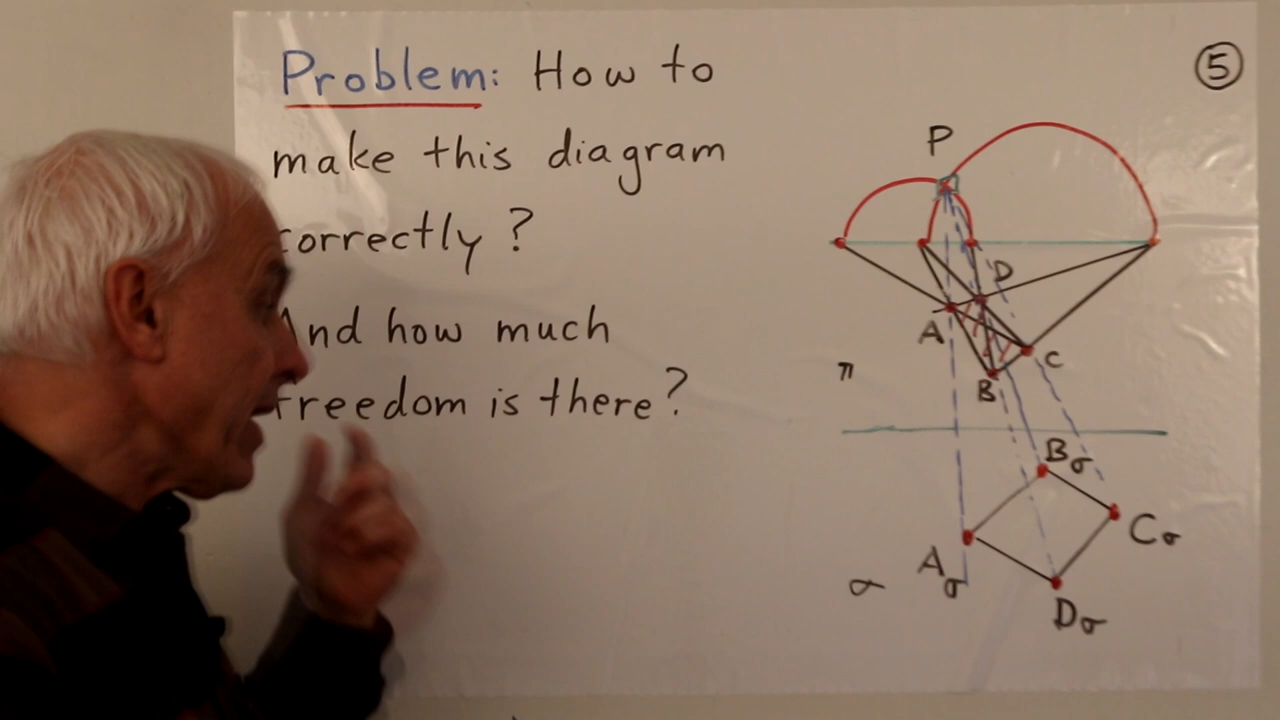 Problem: How to
make this diagram
correctly?
And how much
freedom is there?
⑤
P
D
A
C
B
π
Bσ
Cσ
Aσ
σ
Dσ